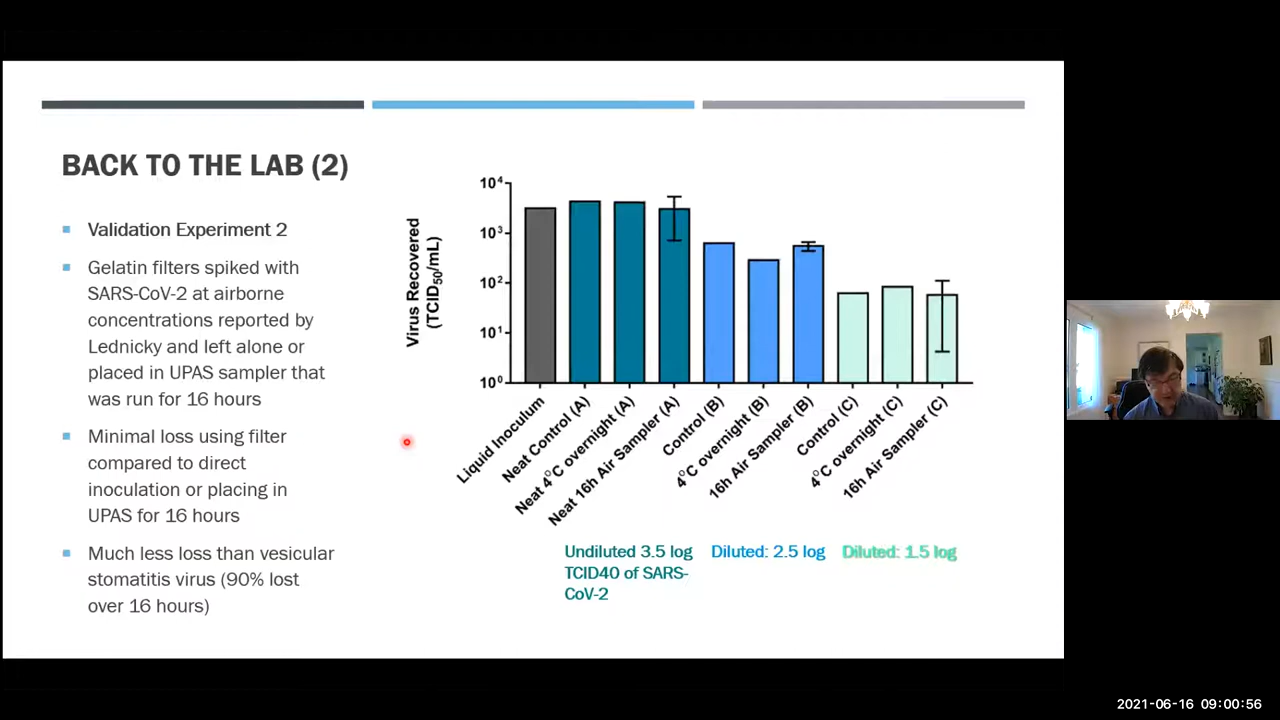 BACK TO THE LAB (2)
Validation Experiment 2
Gelatin filters spiked with
SARS-CoV-2 at airborne
concentrations reported by
Lednicky and left alone or
placed in UPAS sampler that
was run for 16 hours
Minimal loss using filter
compared to direct
inoculation or placing in
UPAS for 16 hours
Much less loss than vesicular
stomatitis virus (90% lost
over 16 hours)
Virus Recovered
(TCID50/mL)
10⁴
10³
10²
10¹
10⁰
Liquid Inoculum
Neat Control (A)
Neat 4°C overnight (A)
Neat 16h Air Sampler (A)
Control (B)
4°C overnight (B)
16h Air Sampler (B)
Control (C)
4°C overnight (C)
16h Air Sampler (C)
Undiluted 3.5 log
TCID40 of SARS-
CoV-2
Diluted: 2.5 log
Diluted: 1.5 log
2021-06-16 09:00:56